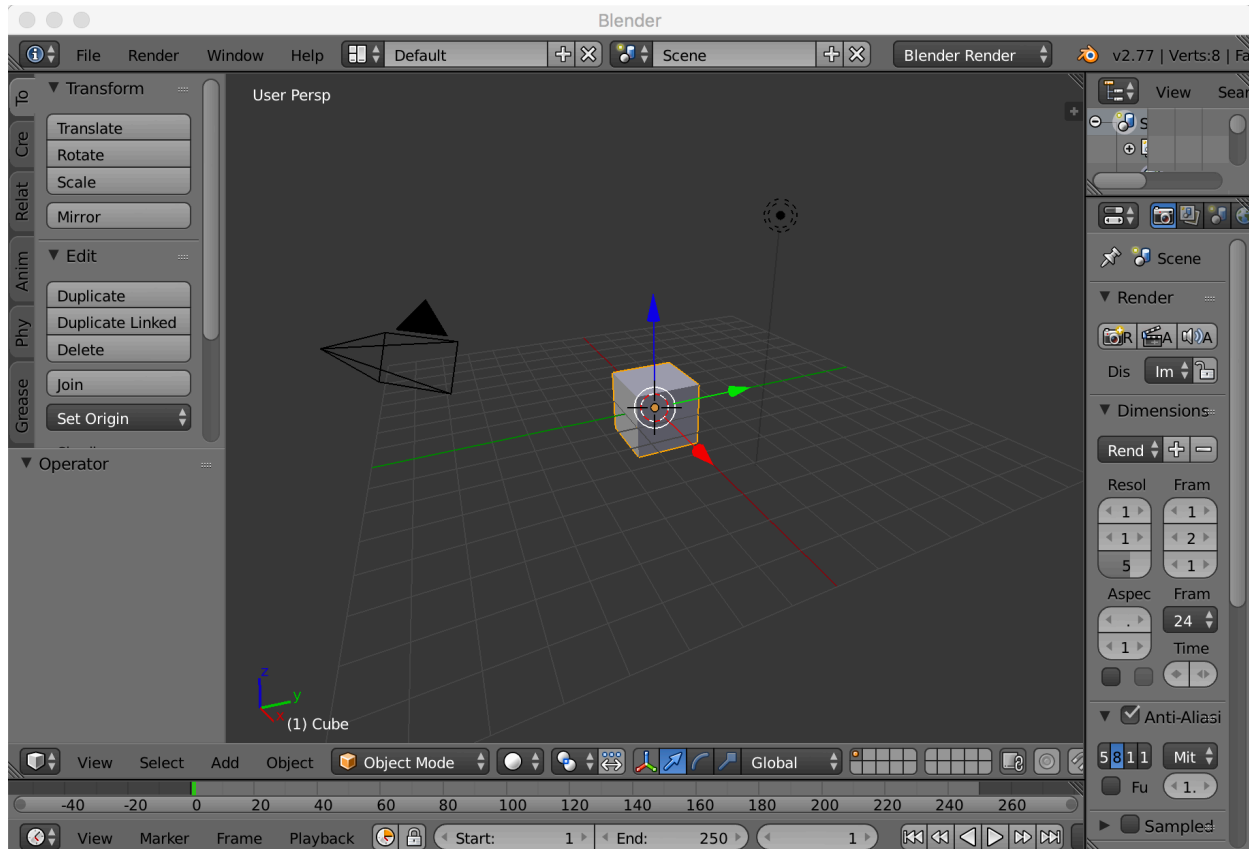 Blender
File Render Window Help Default Scene Blender Render v2.77 | Verts:8 | Fa
To
Cre
Relat
Anim
Phy
Grease
Transform
Translate
Rotate
Scale
Mirror
Edit
Duplicate
Duplicate Linked
Delete
Join
Set Origin
Operator
User Persp
z
y
x
(1) Cube
View Sear
S
Scene
Render
R A A
Dis Im
Dimensions
Rend
Resol Fram
1 1
1 2
5 1
Aspec Fram
. 24
1 Time
Anti-Aliasi
5 8 1 1 Mit
Fu 1.
Sampled
View Select Add Object Object Mode Global
-40 -20 0 20 40 60 80 100 120 140 160 180 200 220 240 260
View Marker Frame Playback Start: 1 End: 250 1